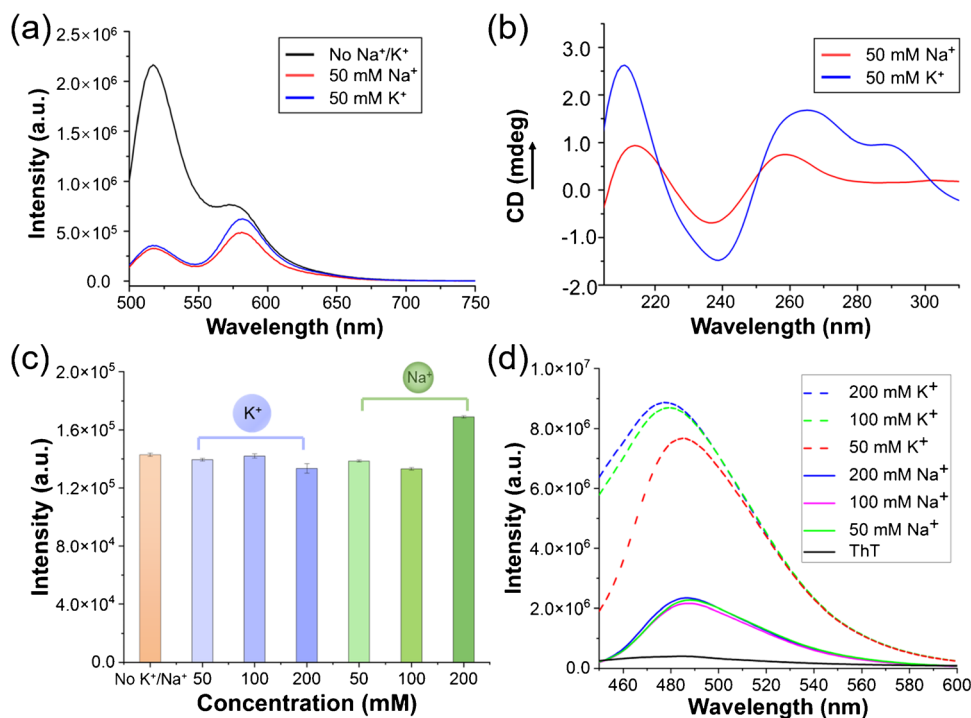 (a)
2.5×10⁶
2.0×10⁶
1.5×10⁶
1.0×10⁶
5.0×10⁵
0.0
Intensity (a.u.)
No Na⁺/K⁺
50 mM Na⁺
50 mM K⁺
500 550 600 650 700 750
Wavelength (nm)
(b)
3.0
2.0
1.0
0.0
-1.0
-2.0
CD (mdeg)
50 mM Na⁺
50 mM K⁺
220 240 260 280 300
Wavelength (nm)
(c)
2.0×10⁵
1.6×10⁵
1.2×10⁵
8.0×10⁴
4.0×10⁴
0.0
Intensity (a.u.)
K⁺
Na⁺
No K⁺/Na⁺ 50 100 200 50 100 200
Concentration (mM)
(d)
1.0×10⁷
8.0×10⁶
6.0×10⁶
4.0×10⁶
2.0×10⁶
0.0
Intensity (a.u.)
200 mM K⁺
100 mM K⁺
50 mM K⁺
200 mM Na⁺
100 mM Na⁺
50 mM Na⁺
ThT
460 480 500 520 540 560 580 600
Wavelength (nm)